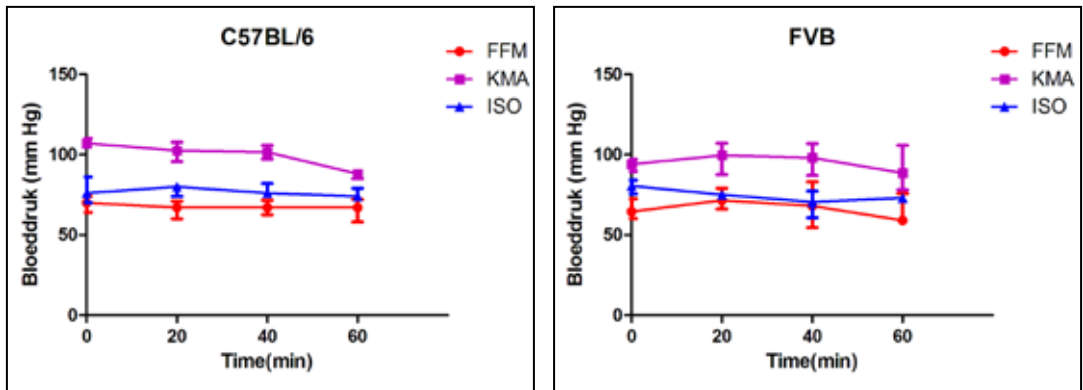 C57BL/6
FFM
KMA
ISO
Bloeddruk (mm Hg)
150
100
50
0
0 20 40 60
Time(min)
FVB
FFM
KMA
ISO
Bloeddruk (mm Hg)
150
100
50
0
0 20 40 60
Time(min)